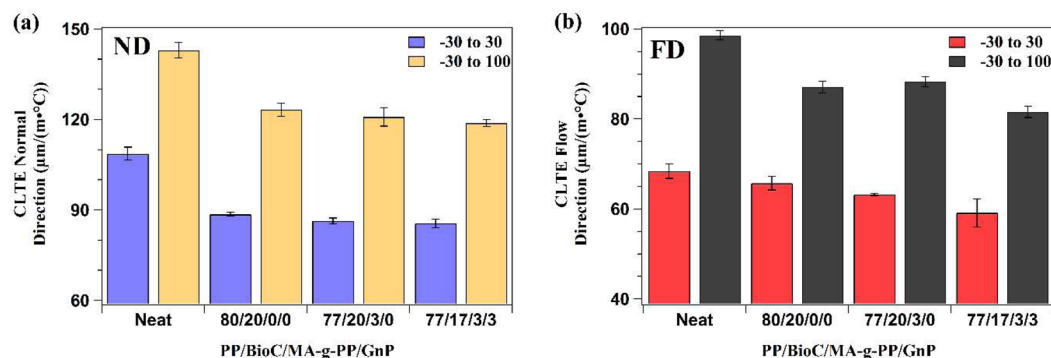 (a)
ND
-30 to 30
-30 to 100
150
120
90
60
CLTE Normal
Direction (µm/(m•°C))
Neat
80/20/0/0
77/20/3/0
77/17/3/3
PP/BioC/MA-g-PP/GnP
(b)
FD
-30 to 30
-30 to 100
100
80
60
40
CLTE Flow
Direction (µm/(m•°C))
Neat
80/20/0/0
77/20/3/0
77/17/3/3
PP/BioC/MA-g-PP/GnP